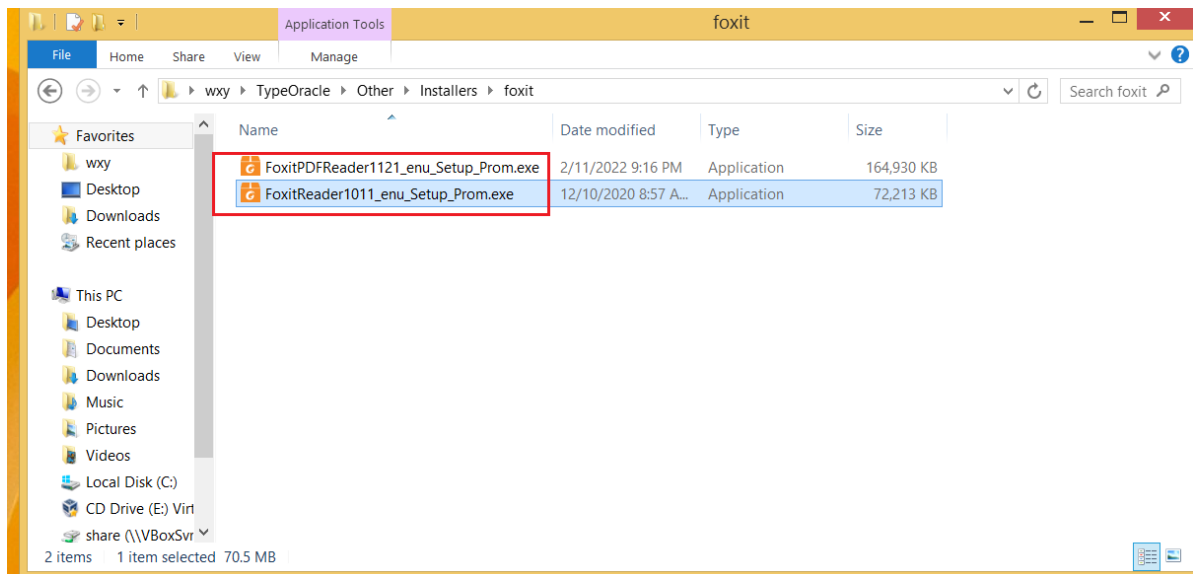 Application Tools foxit
File Home Share View Manage
wxy TypeOracle Other Installers foxit Search foxit
Name Date modified Type Size
Favorites
wxy
Desktop
Downloads
Recent places
This PC
Desktop
Documents
Downloads
Music
Pictures
Videos
Local Disk (C:)
CD Drive (E:) Virt
share (\\VBoxSvr
FoxitPDFReader1121_enu_Setup_Prom.exe 2/11/2022 9:16 PM Application 164,930 KB
FoxitReader1011_enu_Setup_Prom.exe 12/10/2020 8:57 A... Application 72,213 KB
2 items 1 item selected 70.5 MB